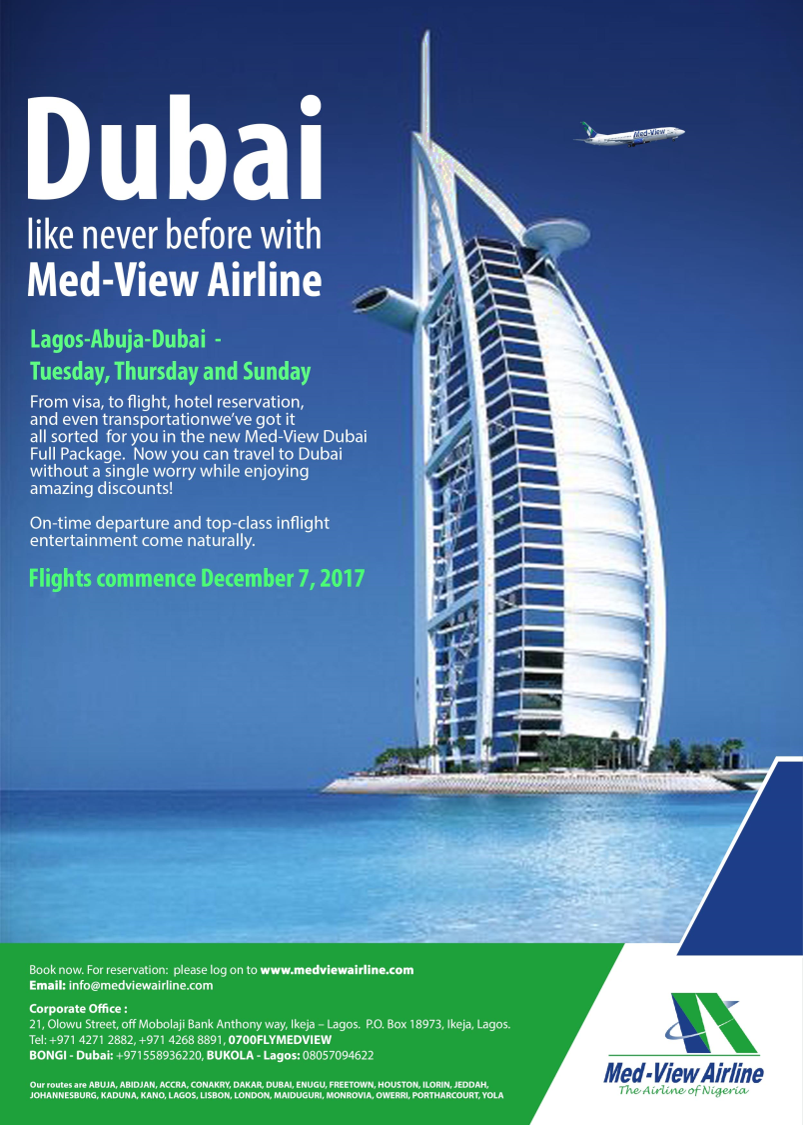 Dubai
like never before with
Med-View Airline
Med-View
Lagos-Abuja-Dubai -
Tuesday, Thursday and Sunday
From visa, to flight, hotel reservation,
and even transportationwe've got it
all sorted for you in the new Med-View Dubai
Full Package. Now you can travel to Dubai
without a single worry while enjoying
amazing discounts!
On-time departure and top-class inflight
entertainment come naturally.
Flights commence December 7, 2017
Book now. For reservation: please log on to www.medviewairline.com
Email: info@medviewairline.com
Corporate Office :
21, Olowu Street, off Mobolaji Bank Anthony way, Ikeja – Lagos. P.O. Box 18973, Ikeja, Lagos.
Tel: +971 4271 2882, +971 4268 8891, 0700FLYMEDVIEW
BONGI - Dubai: +971558936220, BUKOLA - Lagos: 08057094622
Our routes are ABUJA, ABIDJAN, ACCRA, CONAKRY, DAKAR, DUBAI, ENUGU, FREETOWN, HOUSTON, ILORIN, JEDDAH,
JOHANNESBURG, KADUNA, KANO, LAGOS, LISBON, LONDON, MAIDUGURI, MONROVIA, OWERRI, PORTHARCOURT, YOLA
Med-View Airline
The Airline of Nigeria